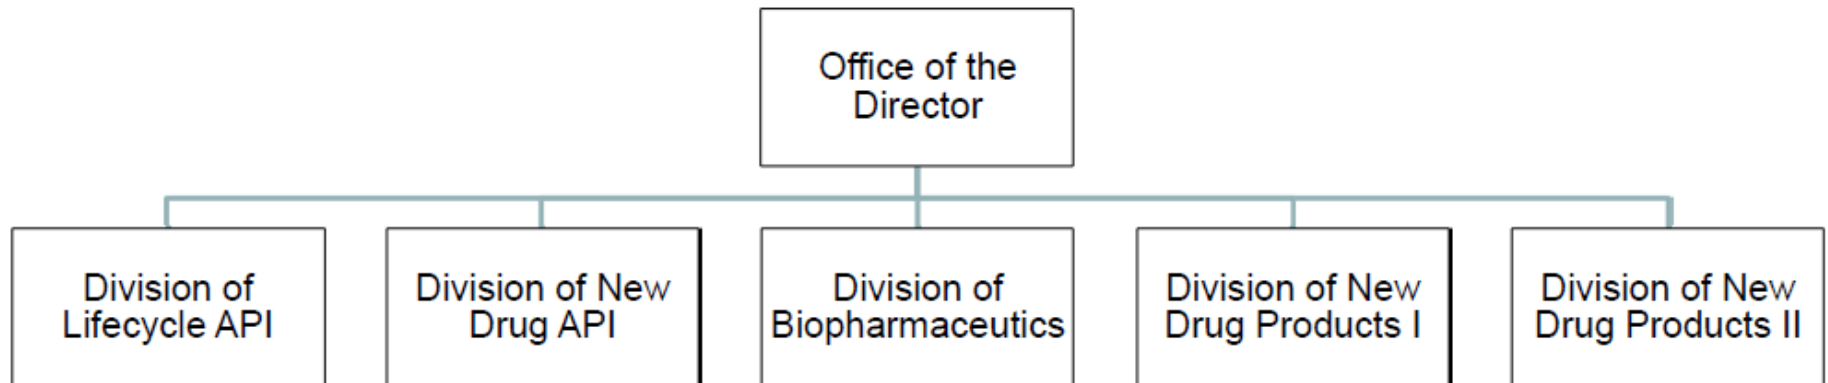 Office of the
Director
Division of
Lifecycle API
Division of New
Drug API
Division of
Biopharmaceutics
Division of New
Drug Products I
Division of New
Drug Products II